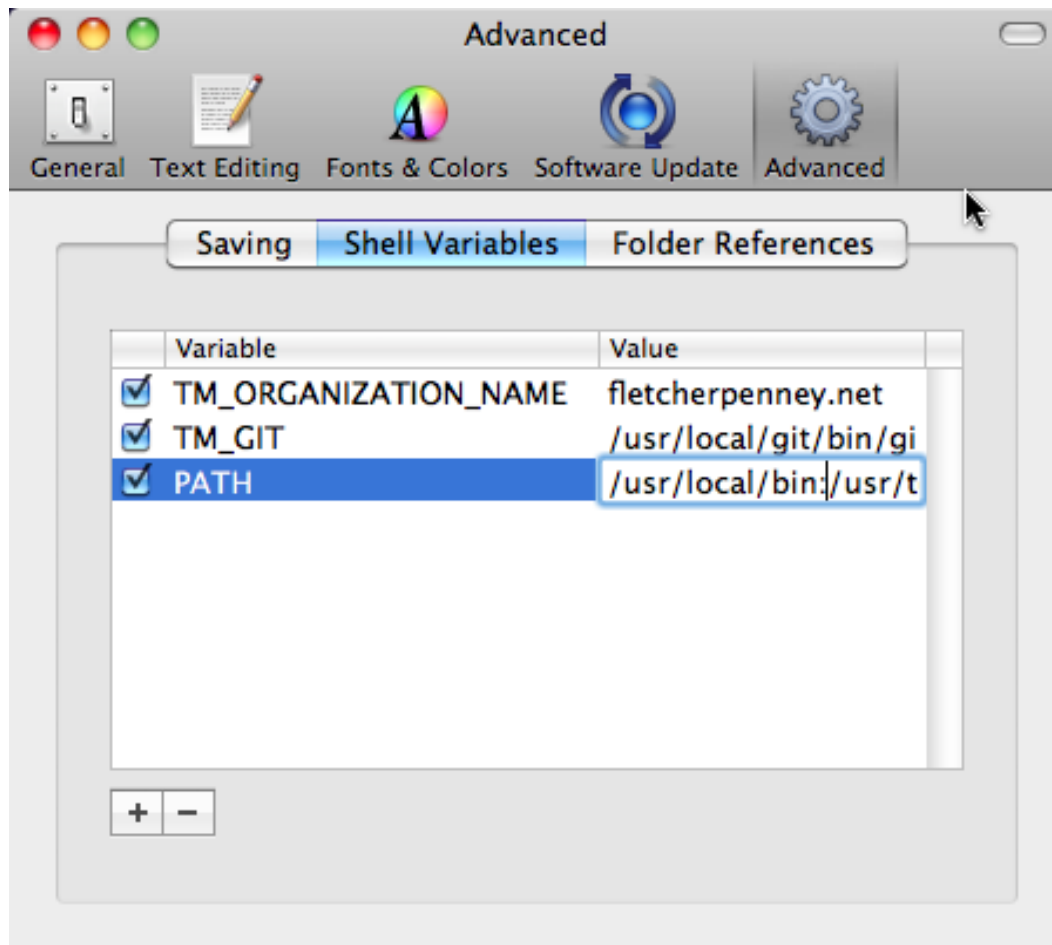 Advanced
General Text Editing Fonts & Colors Software Update Advanced
Saving Shell Variables Folder References
Variable Value
TM_ORGANIZATION_NAME fletcherpenney.net
TM_GIT /usr/local/git/bin/gi
PATH /usr/local/bin:/usr/t
+ −